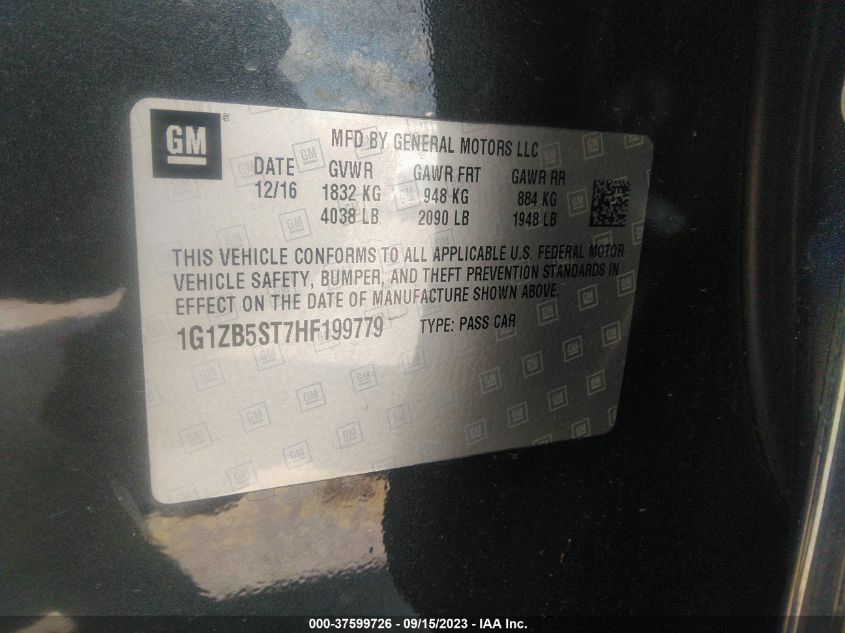 GM
MFD BY GENERAL MOTORS LLC
DATE GVWR GAWR FRT GAWR RR
12/16 1832 KG 948 KG 884 KG
4038 LB 2090 LB 1948 LB
THIS VEHICLE CONFORMS TO ALL APPLICABLE U.S. FEDERAL MOTOR
VEHICLE SAFETY, BUMPER, AND THEFT PREVENTION STANDARDS IN
EFFECT ON THE DATE OF MANUFACTURE SHOWN ABOVE.
1G1ZB5ST7HF199779 TYPE: PASS CAR
000-37599726 - 09/15/2023 - IAA Inc.